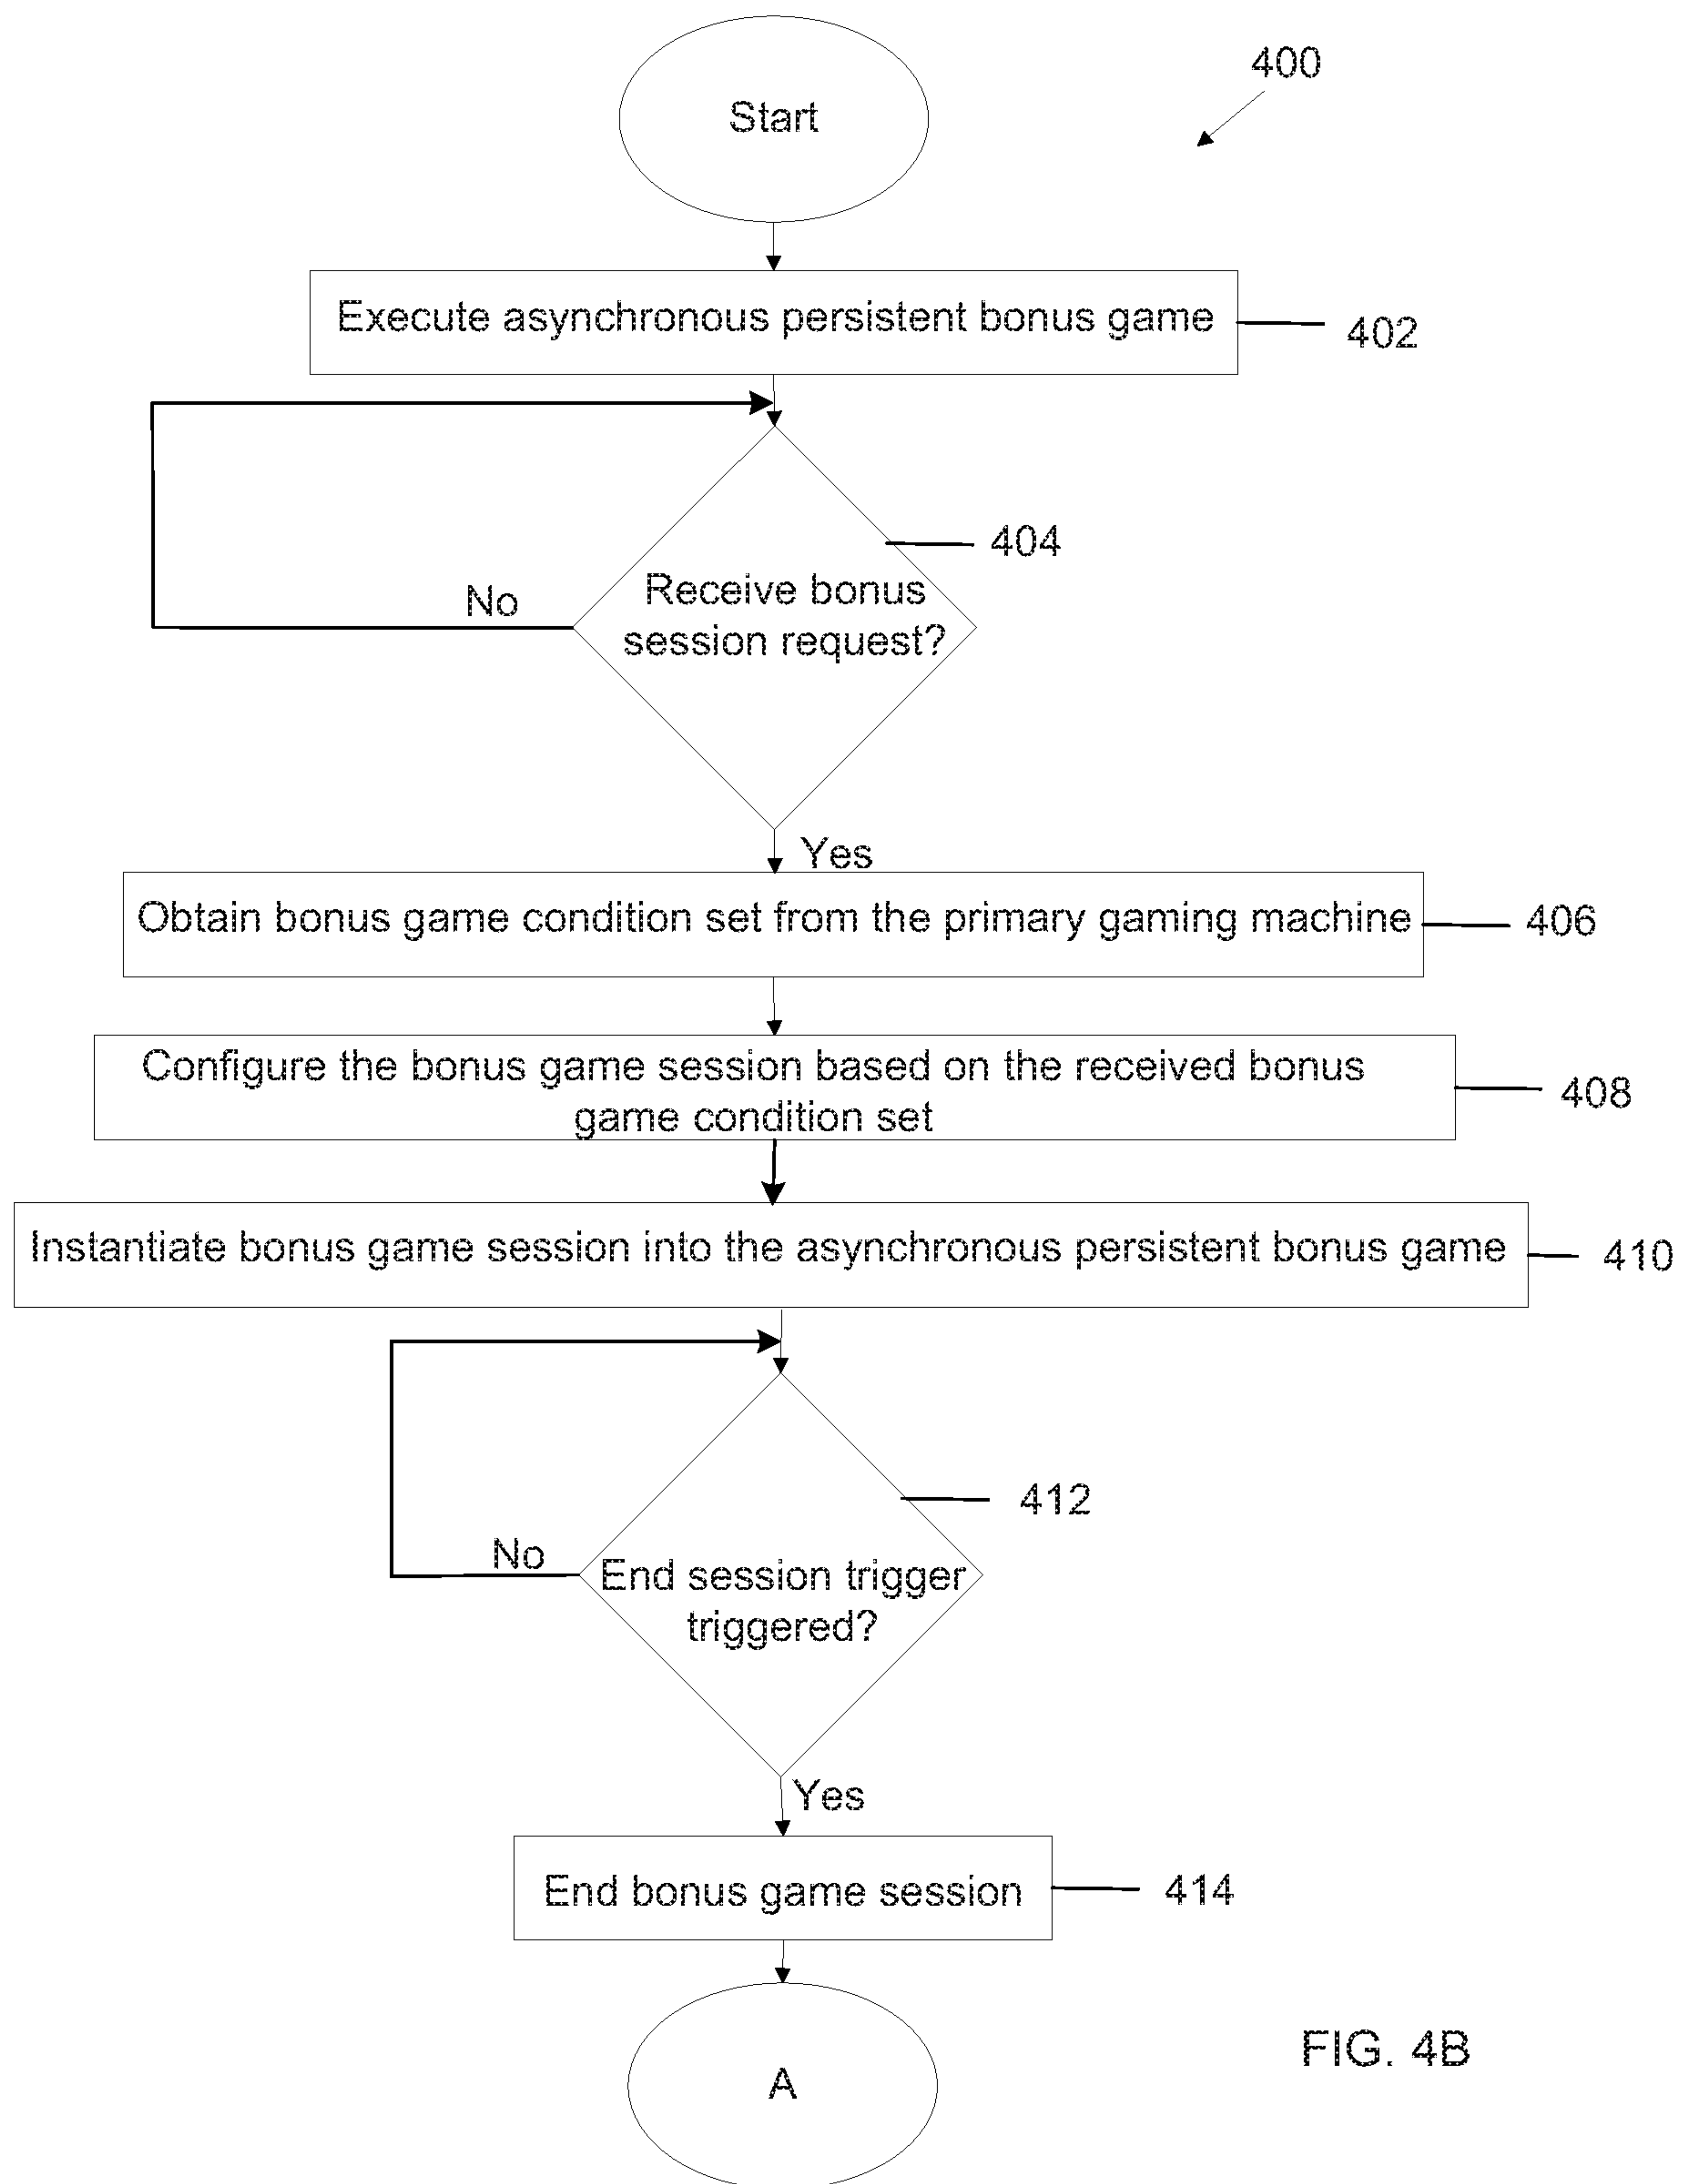 400
Start
Execute asynchronous persistent bonus game
402
404
Receive bonus
session request?
No
Yes
Obtain bonus game condition set from the primary gaming machine
406
Configure the bonus game session based on the received bonus
game condition set
408
Instantiate bonus game session into the asynchronous persistent bonus game
410
412
No
End session trigger
triggered?
Yes
End bonus game session
414
A
FIG. 4B